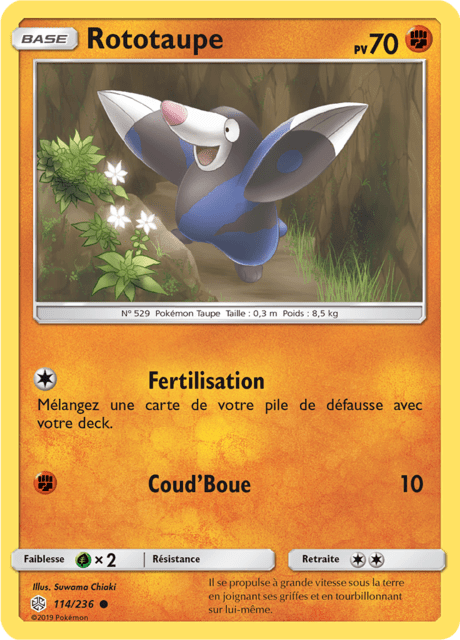 BASE Rototaupe PV 70
N° 529 Pokémon Taupe Taille : 0,3 m Poids : 8,5 kg
Fertilisation
Mélangez une carte de votre pile de défausse avec
votre deck.
Coud'Boue 10
Faiblesse ×2 Résistance Retraite
Illus. Suwama Chiaki
114/236
©2019 Pokémon
Il se propulse à grande vitesse sous la terre
en joignant ses griffes et en tourbillonnant
sur lui-même.